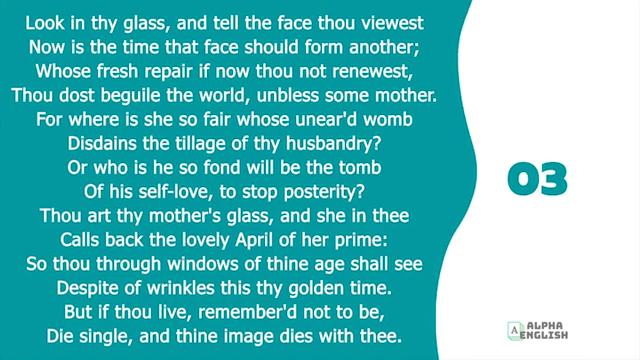 Look in thy glass, and tell the face thou viewest
Now is the time that face should form another;
Whose fresh repair if now thou not renewest,
Thou dost beguile the world, unbless some mother.
For where is she so fair whose unear'd womb
Disdains the tillage of thy husbandry?
Or who is he so fond will be the tomb
Of his self-love, to stop posterity?
Thou art thy mother's glass, and she in thee
Calls back the lovely April of her prime:
So thou through windows of thine age shall see
Despite of wrinkles this thy golden time.
But if thou live, remember'd not to be,
Die single, and thine image dies with thee.
03
A
ALPHA
ENGLISH